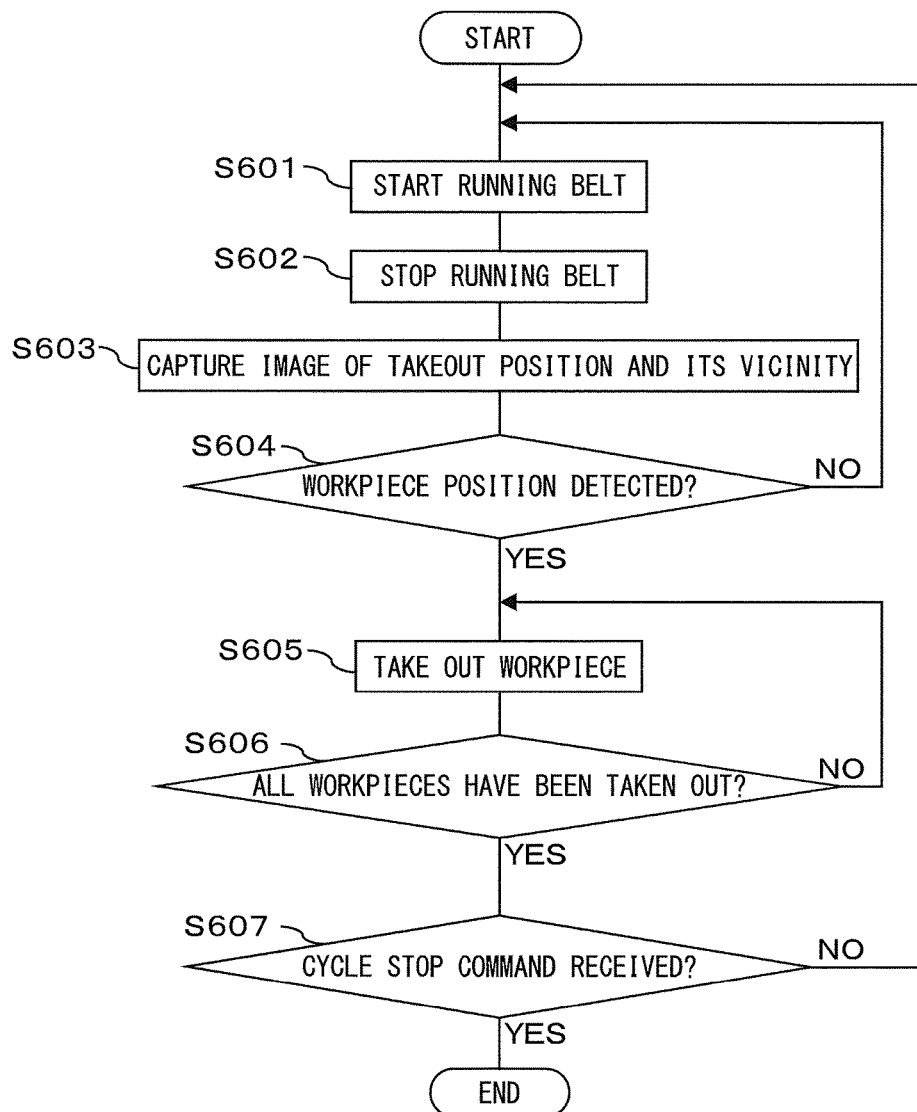 START
S601
START RUNNING BELT
S602
STOP RUNNING BELT
S603
CAPTURE IMAGE OF TAKEOUT POSITION AND ITS VICINITY
S604
WORKPIECE POSITION DETECTED?
NO
YES
S605
TAKE OUT WORKPIECE
S606
ALL WORKPIECES HAVE BEEN TAKEN OUT?
NO
YES
S607
CYCLE STOP COMMAND RECEIVED?
NO
YES
END